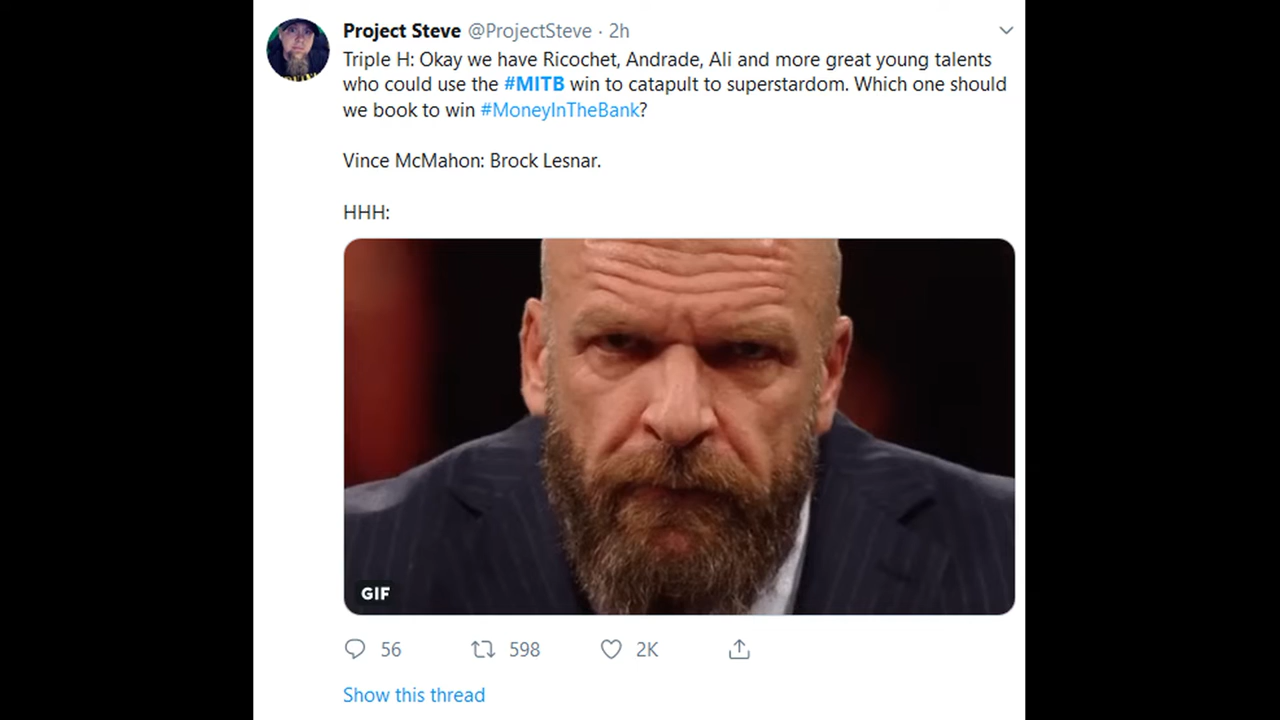 Project Steve @ProjectSteve · 2h
Triple H: Okay we have Ricochet, Andrade, Ali and more great young talents
who could use the #MITB win to catapult to superstardom. Which one should
we book to win #MoneyInTheBank?
Vince McMahon: Brock Lesnar.
HHH:
GIF
56 598 2K
Show this thread